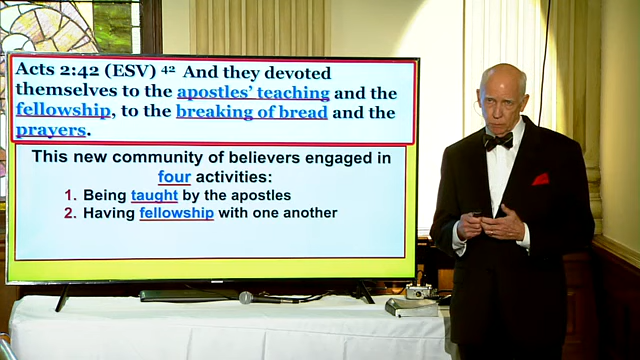 Acts 2:42 (ESV) 42 And they devoted
themselves to the apostles' teaching and the
fellowship, to the breaking of bread and the
prayers.
This new community of believers engaged in
four activities:
1. Being taught by the apostles
2. Having fellowship with one another